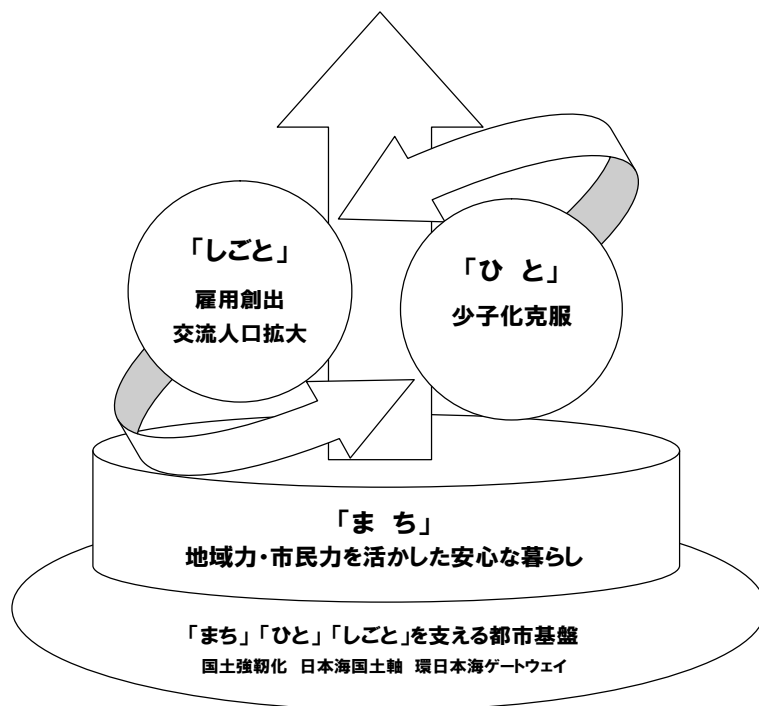 「しごと」
雇用創出
交流人口拡大
「ひ と」
少子化克服
「ま ち」
地域力・市民力を活かした安心な暮らし
「まち」「ひと」「しごと」を支える都市基盤
国土強靭化 日本海国土軸 環日本海ゲートウェイ